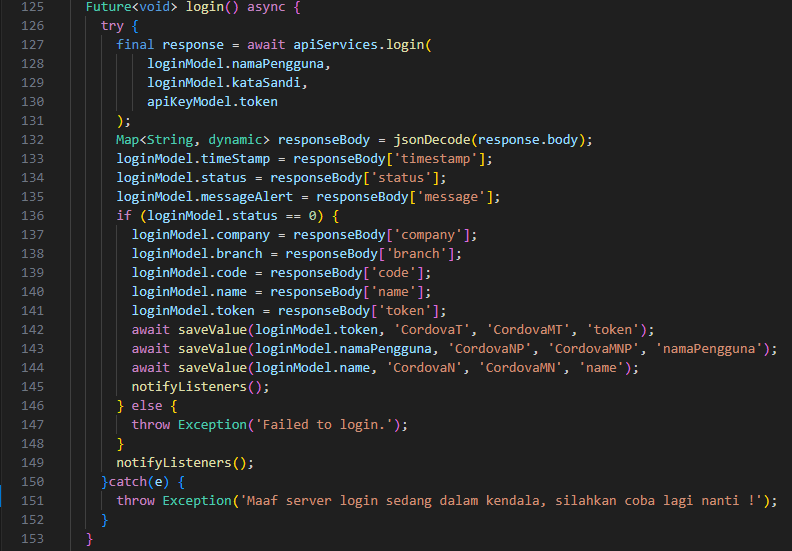 125 Future<void> login() async {
126 try {
127 final response = await apiServices.login(
128 loginModel.namaPengguna,
129 loginModel.kataSandi,
130 apiKeyModel.token
131 );
132 Map<String, dynamic> responseBody = jsonDecode(response.body);
133 loginModel.timeStamp = responseBody['timestamp'];
134 loginModel.status = responseBody['status'];
135 loginModel.messageAlert = responseBody['message'];
136 if (loginModel.status == 0) {
137 loginModel.company = responseBody['company'];
138 loginModel.branch = responseBody['branch'];
139 loginModel.code = responseBody['code'];
140 loginModel.name = responseBody['name'];
141 loginModel.token = responseBody['token'];
142 await saveValue(loginModel.token, 'CordovaT', 'CordovaMT', 'token');
143 await saveValue(loginModel.namaPengguna, 'CordovaNP', 'CordovaMNP', 'namaPengguna');
144 await saveValue(loginModel.name, 'CordovaN', 'CordovaMN', 'name');
145 notifyListeners();
146 } else {
147 throw Exception('Failed to login.');
148 }
149 notifyListeners();
150 }catch(e) {
151 throw Exception('Maaf server login sedang dalam kendala, silahkan coba lagi nanti !');
152 }
153 }